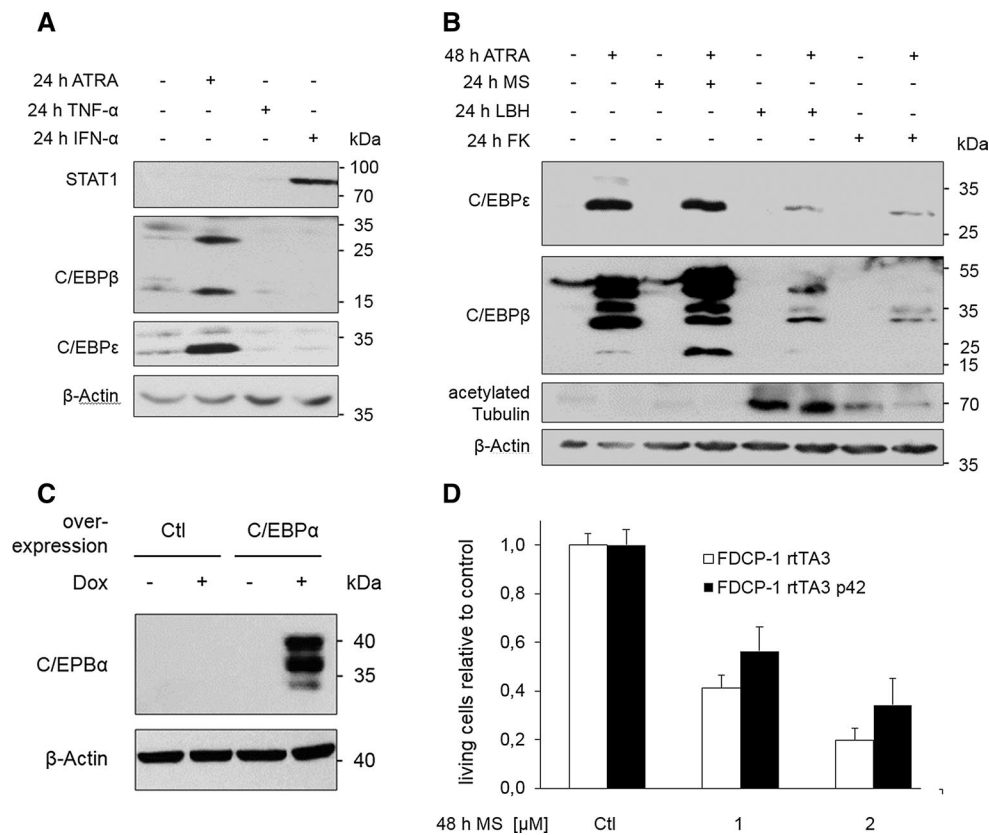 A
24 h ATRA - + - -
24 h TNF-α - - + -
24 h IFN-α - - - + kDa
STAT1 100
70
35
25
C/EBPβ
15
C/EBPε 35
β-Actin
35
B
48 h ATRA - + - + - + - +
24 h MS - - + + - - - -
24 h LBH - - - - + + - -
24 h FK - - - - - - + + kDa
C/EBPε 35
25
55
C/EBPβ 35
25
15
acetylated
Tubulin 70
β-Actin
35
C
over-
expression Ctl C/EBPα
Dox - + - + kDa
C/EPBα 40
35
β-Actin 40
D
living cells relative to control
1,0
0,8
0,6
0,4
0,2
0,0
FDCP-1 rtTA3
FDCP-1 rtTA3 p42
48 h MS [µM] Ctl 1 2